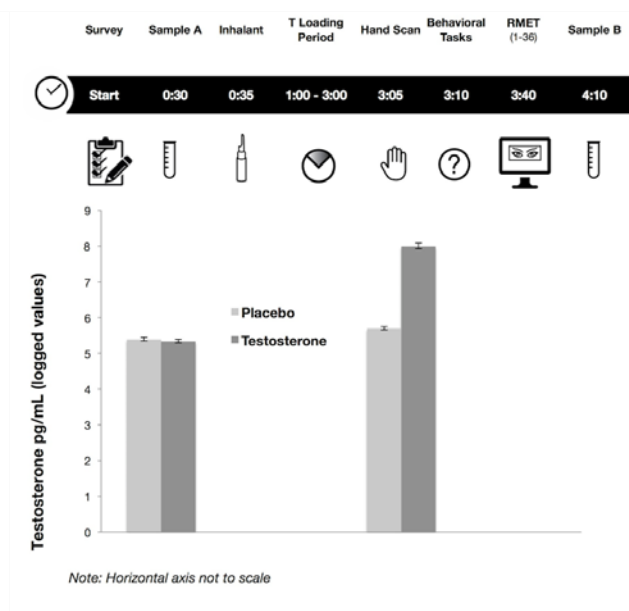 Survey
Sample A
Inhalant
T Loading
Period
Hand Scan
Behavioral
Tasks
RMET
(1-36)
Sample B
Start
0:30
0:35
1:00 - 3:00
3:05
3:10
3:40
4:10
Testosterone pg/mL (logged values)
9
8
7
6
5
4
3
2
1
0
Placebo
Testosterone
Note: Horizontal axis not to scale